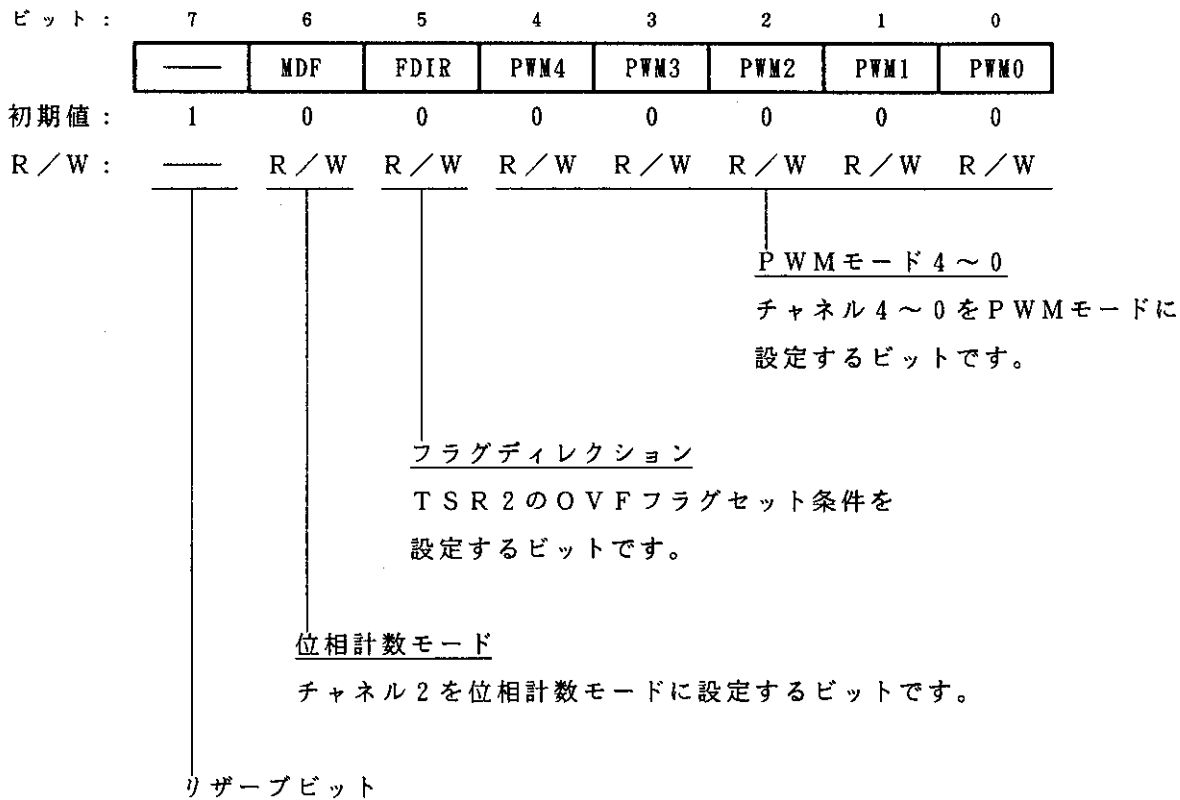 ビット： 7 6 5 4 3 2 1 0
—— MDF FDIR PWM4 PWM3 PWM2 PWM1 PWM0
初期値： 1 0 0 0 0 0 0 0
R／W： —— R／W R／W R／W R／W R／W R／W R／W
PWMモード4～0
チャネル4～0をPWMモードに
設定するビットです。
フラグディレクション
TSR2のOVFフラグセット条件を
設定するビットです。
位相計数モード
チャネル2を位相計数モードに設定するビットです。
リザーブビット